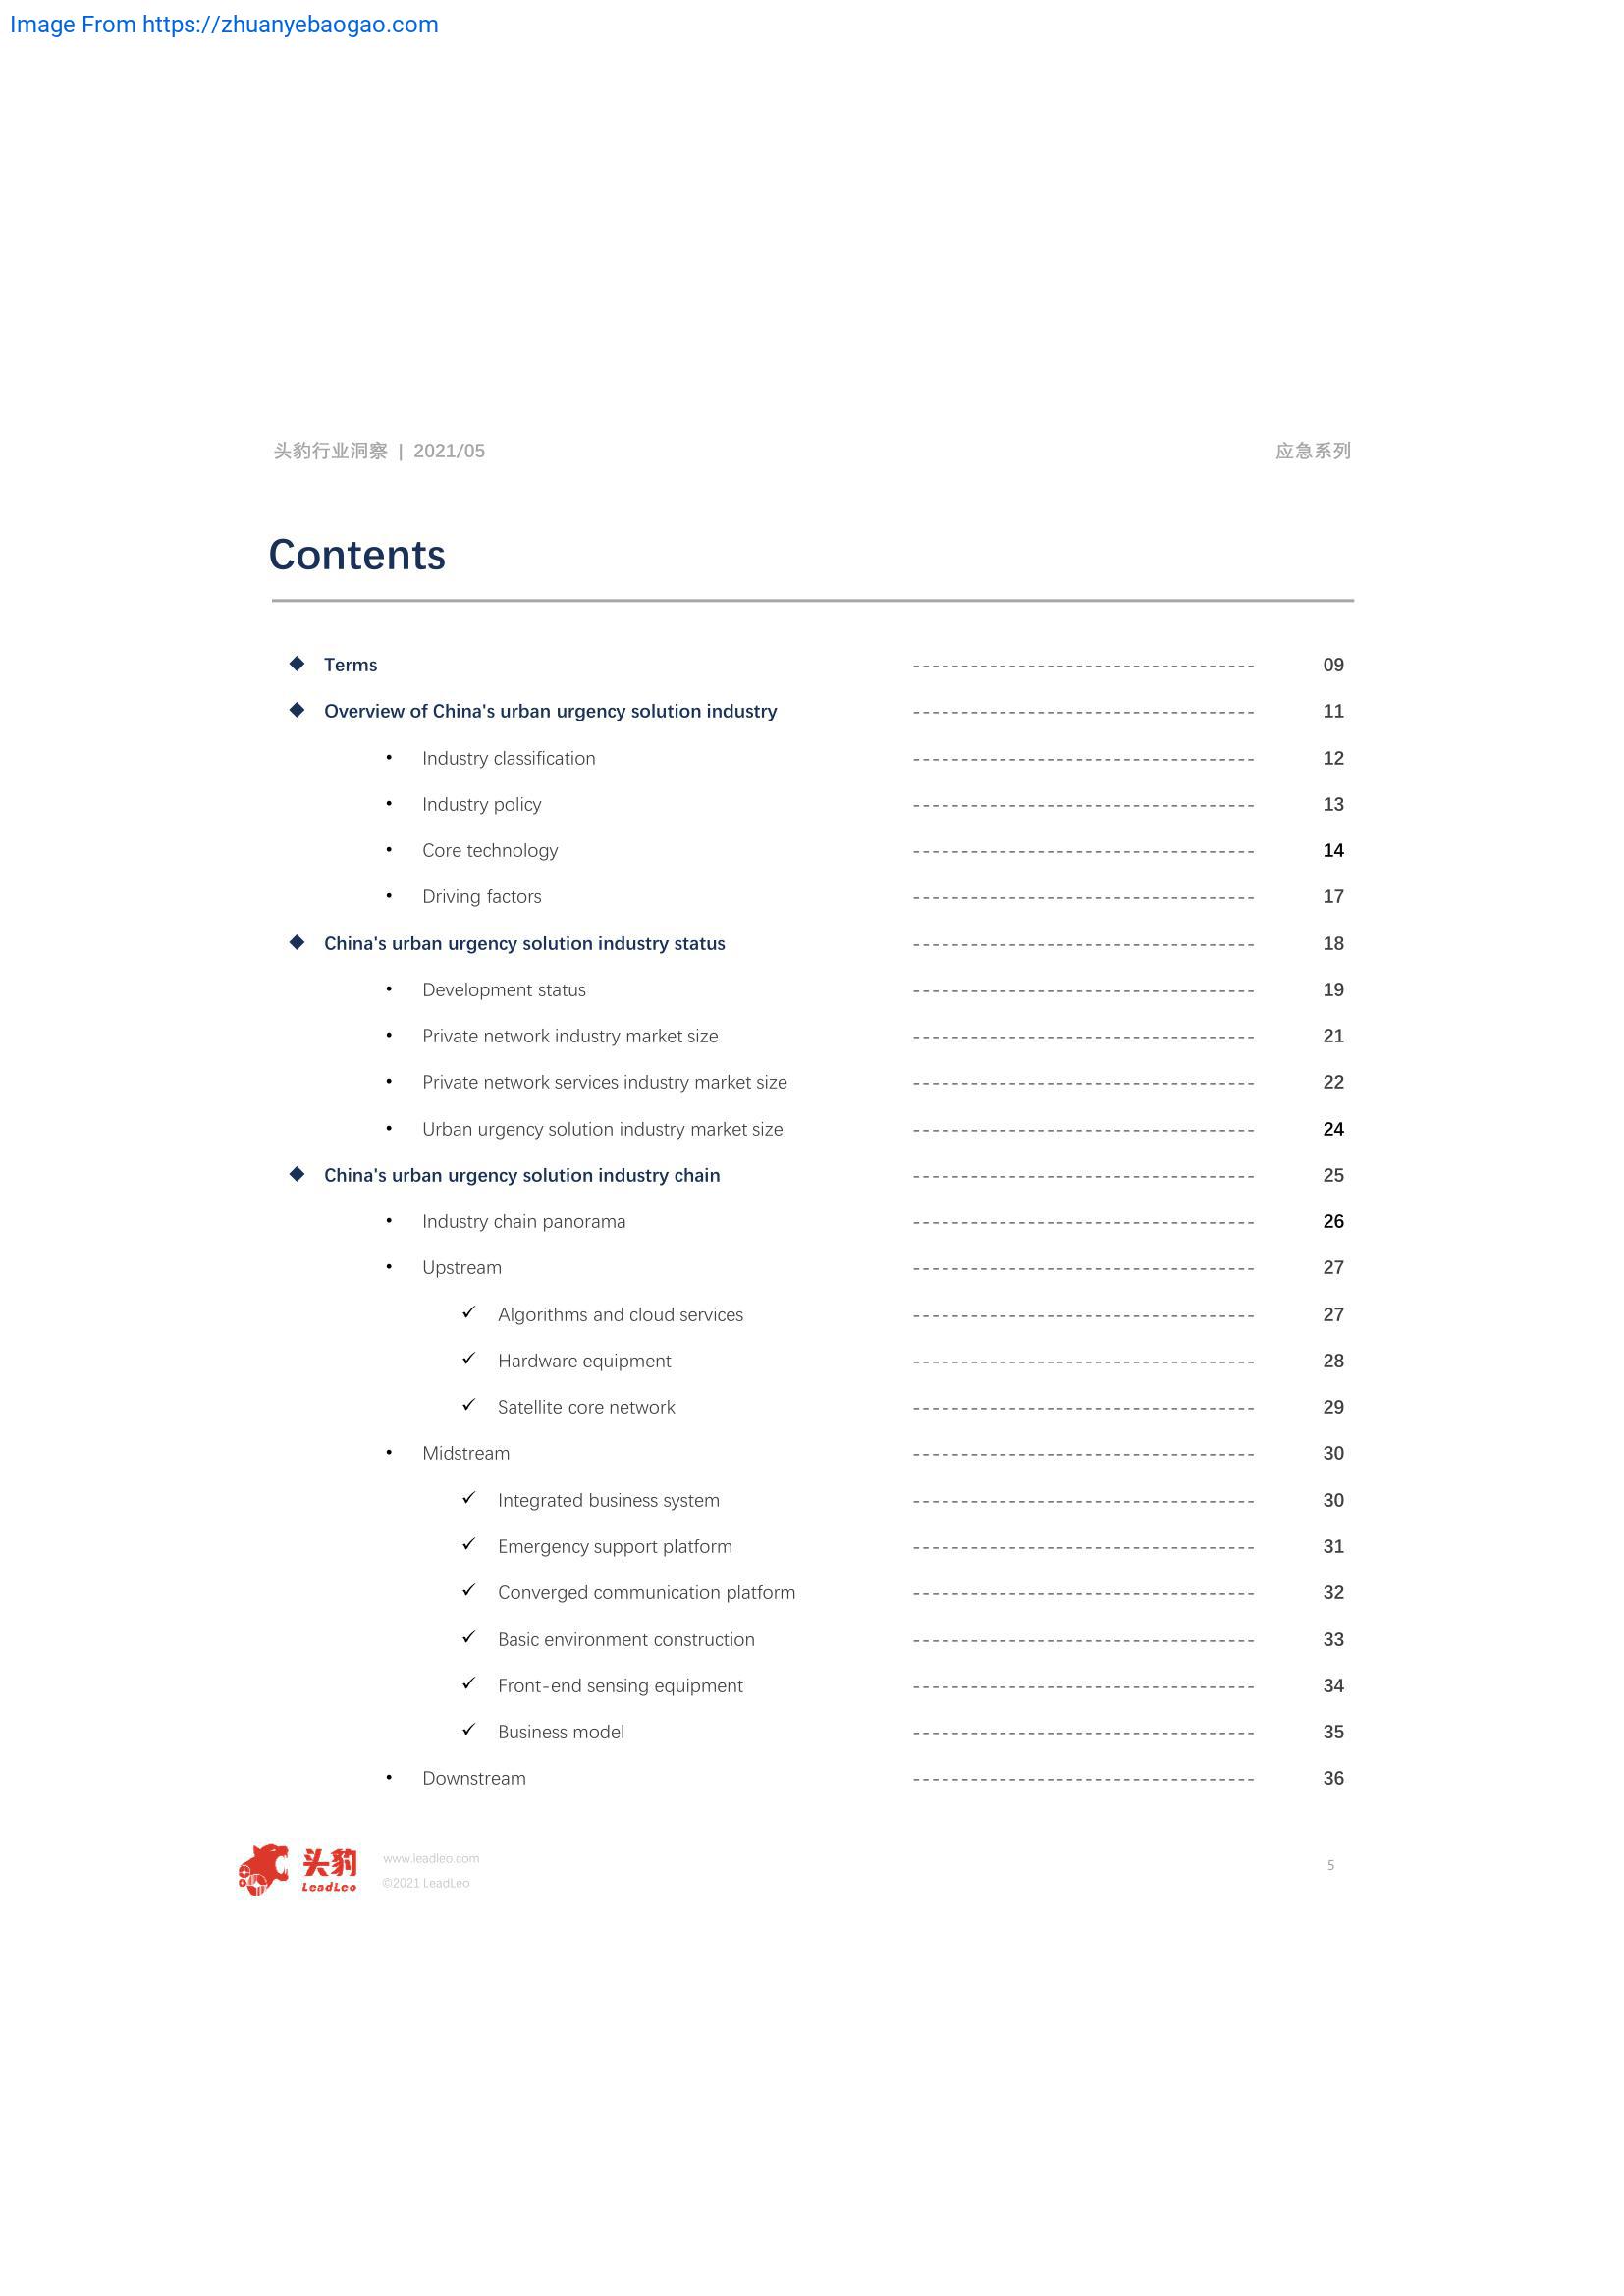 Image From https://zhuanyebaogao.com
头豹行业洞察 | 2021/05
应急系列
Contents
◆ Terms ----------------------------------- 09
◆ Overview of China's urban urgency solution industry ----------------------------------- 11
• Industry classification ----------------------------------- 12
• Industry policy ----------------------------------- 13
• Core technology ----------------------------------- 14
• Driving factors ----------------------------------- 17
◆ China's urban urgency solution industry status ----------------------------------- 18
• Development status ----------------------------------- 19
• Private network industry market size ----------------------------------- 21
• Private network services industry market size ----------------------------------- 22
• Urban urgency solution industry market size ----------------------------------- 24
◆ China's urban urgency solution industry chain ----------------------------------- 25
• Industry chain panorama ----------------------------------- 26
• Upstream ----------------------------------- 27
✓ Algorithms and cloud services ----------------------------------- 27
✓ Hardware equipment ----------------------------------- 28
✓ Satellite core network ----------------------------------- 29
• Midstream ----------------------------------- 30
✓ Integrated business system ----------------------------------- 30
✓ Emergency support platform ----------------------------------- 31
✓ Converged communication platform ----------------------------------- 32
✓ Basic environment construction ----------------------------------- 33
✓ Front-end sensing equipment ----------------------------------- 34
✓ Business model ----------------------------------- 35
• Downstream ----------------------------------- 36
头豹
LeadLeo
www.leadleo.com
©2021 LeadLeo
5